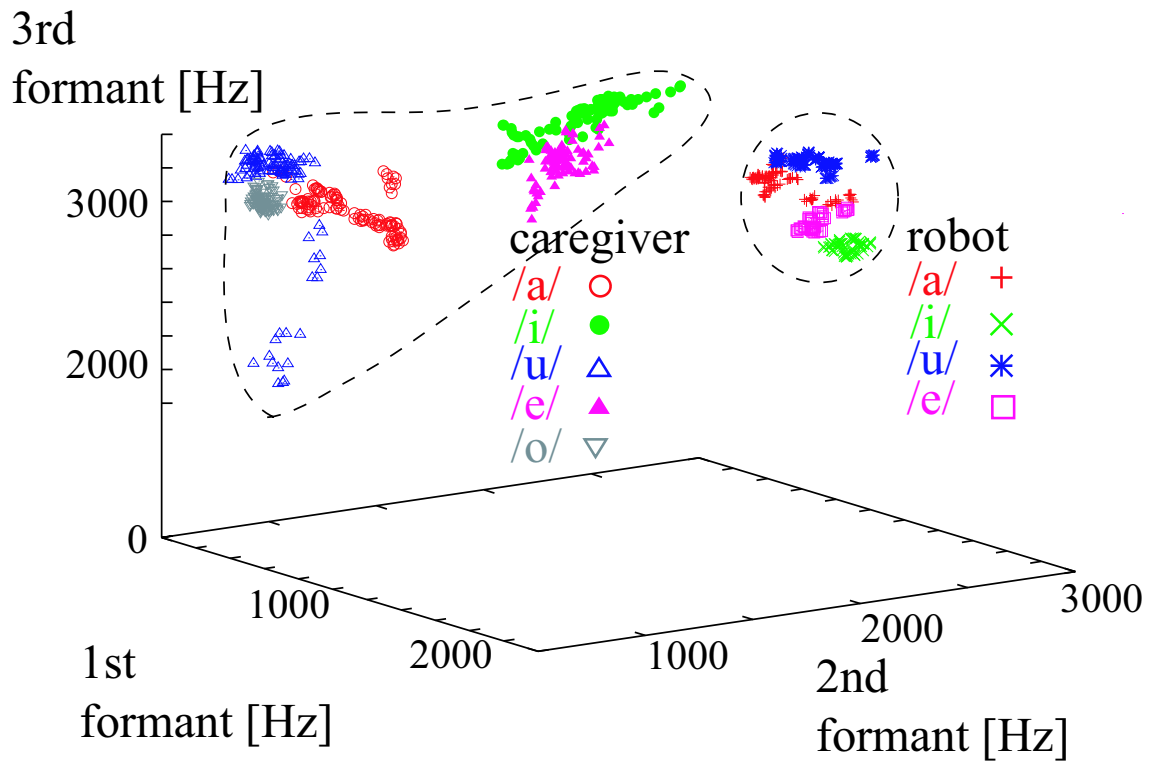 3rd
formant [Hz]
3000
2000
0
caregiver
/a/
/i/
/u/
/e/
/o/
robot
/a/
/i/
/u/
/e/
1000
2000
1st
formant [Hz]
1000
2000
3000
2nd
formant [Hz]